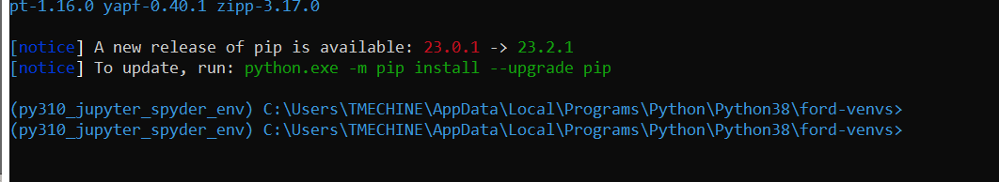 pt-1.16.0 yapf-0.40.1 zipp-3.17.0
[notice] A new release of pip is available: 23.0.1 -> 23.2.1
[notice] To update, run: python.exe -m pip install --upgrade pip
(py310_jupyter_spyder_env) C:\Users\TMECHINE\AppData\Local\Programs\Python\Python38\ford-venvs>
(py310_jupyter_spyder_env) C:\Users\TMECHINE\AppData\Local\Programs\Python\Python38\ford-venvs>